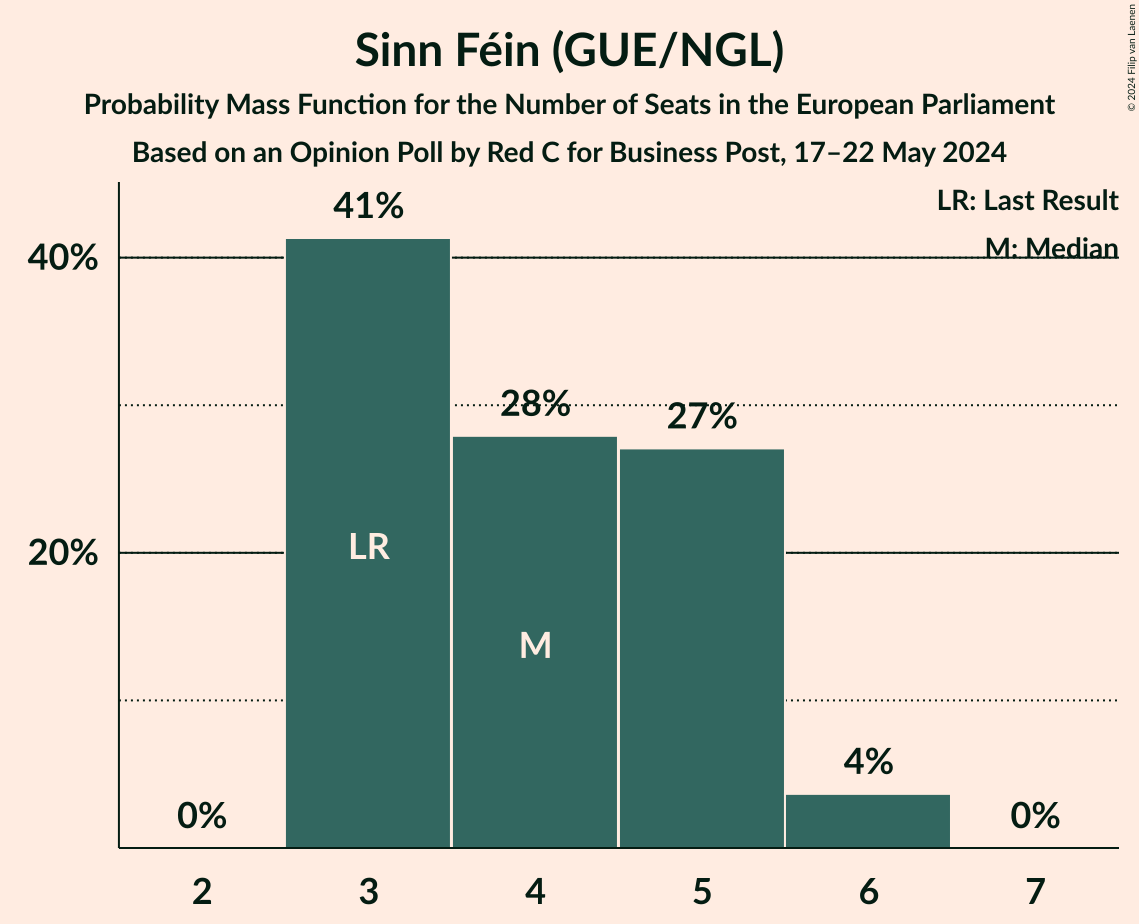 Sinn Féin (GUE/NGL)
Probability Mass Function for the Number of Seats in the European Parliament
Based on an Opinion Poll by Red C for Business Post, 17–22 May 2024
© 2024 Filip van Laenen
LR: Last Result
M: Median
41%
40%
28%
27%
20%
LR
M
4%
0%
0%
2 3 4 5 6 7